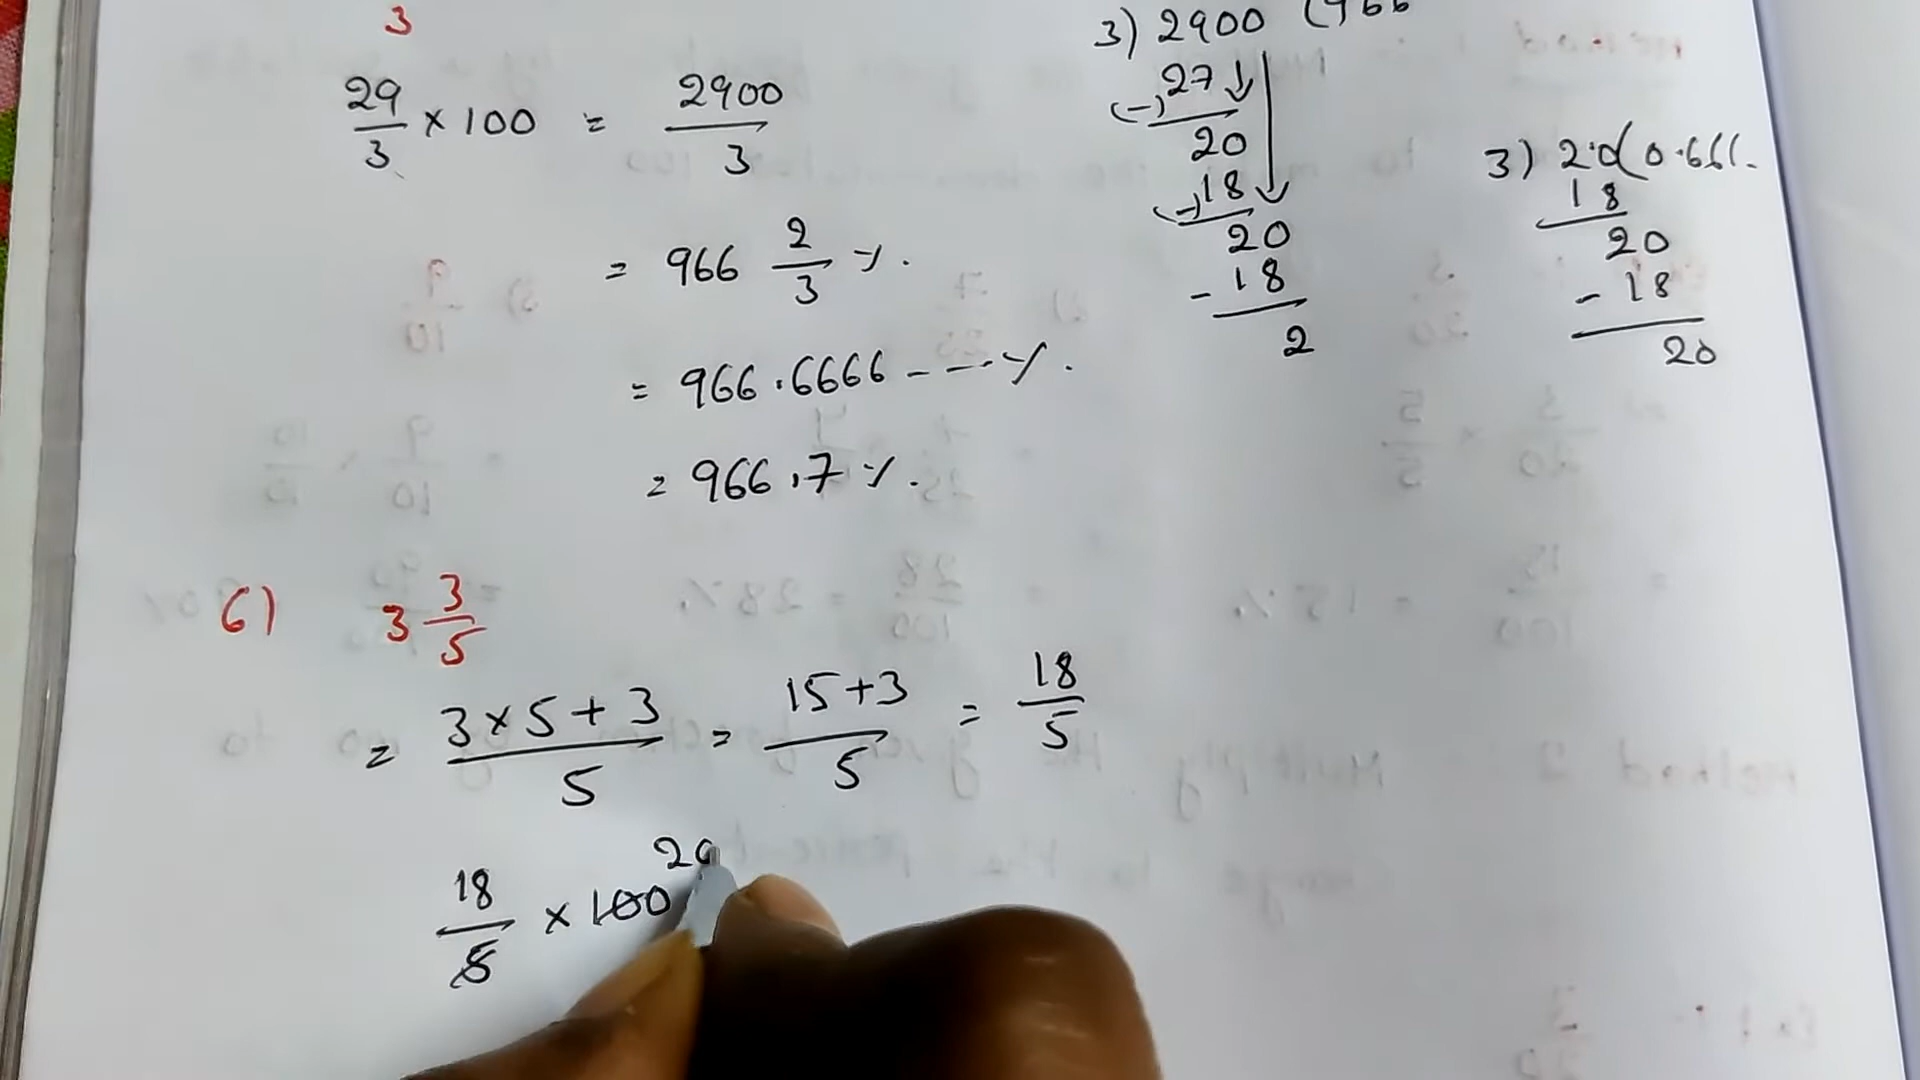 3
29/3 × 100 = 2900/3
= 966 2/3 %.
= 966.6666 - - - %.
= 966.7 %.
3) 2900 (966
27
(-)
20
18
(-)
20
- 18
2
3) 2.0(0.666.
18
20
- 18
20
6) 3 3/5
= 3×5+3/5 = 15+3/5 = 18/5
18/5 × 100 20